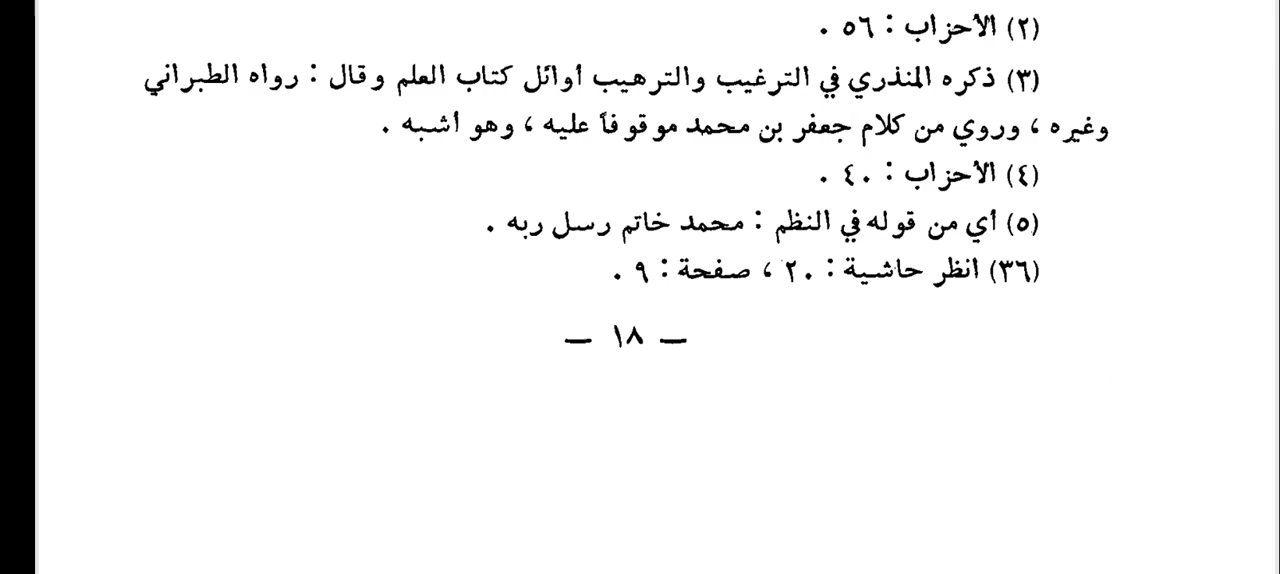 (٢) الأحزاب : ٥٦ .
(٣) ذكره المنذري في الترغيب والترهيب أوائل كتاب العلم وقال : رواه الطبراني
وغيره ، وروي من كلام جعفر بن محمد موقوفاً عليه ، وهو أشبه .
(٤) الأحزاب : ٤٠ .
(٥) أي من قوله في النظم : محمد خاتم رسل ربه .
(٣٦) انظر حاشية : ٢٠ ، صفحة : ٩ .
— ١٨ —